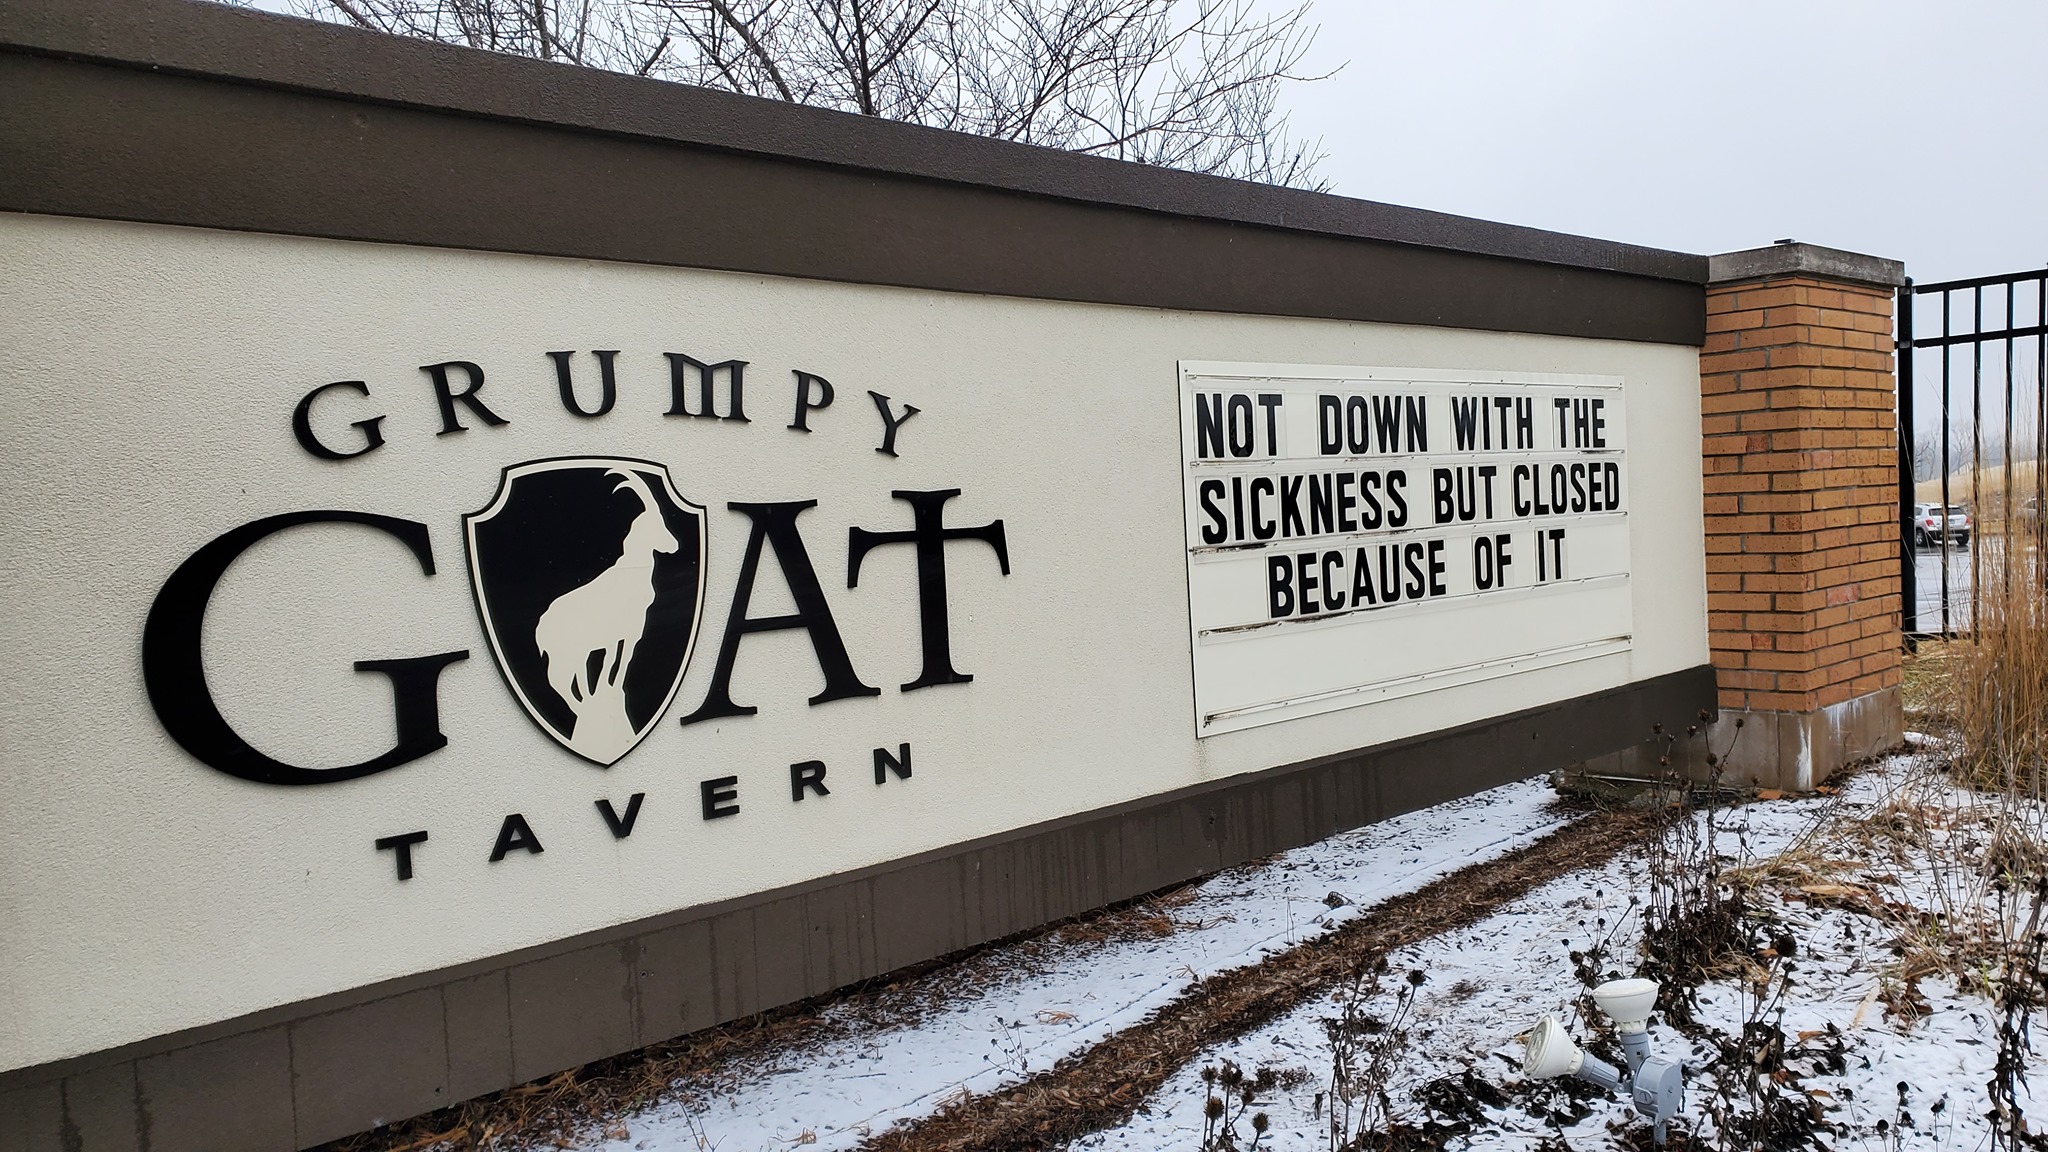 GRUMPY
GOAT
TAVERN
NOT DOWN WITH THE
SICKNESS BUT CLOSED
BECAUSE OF IT